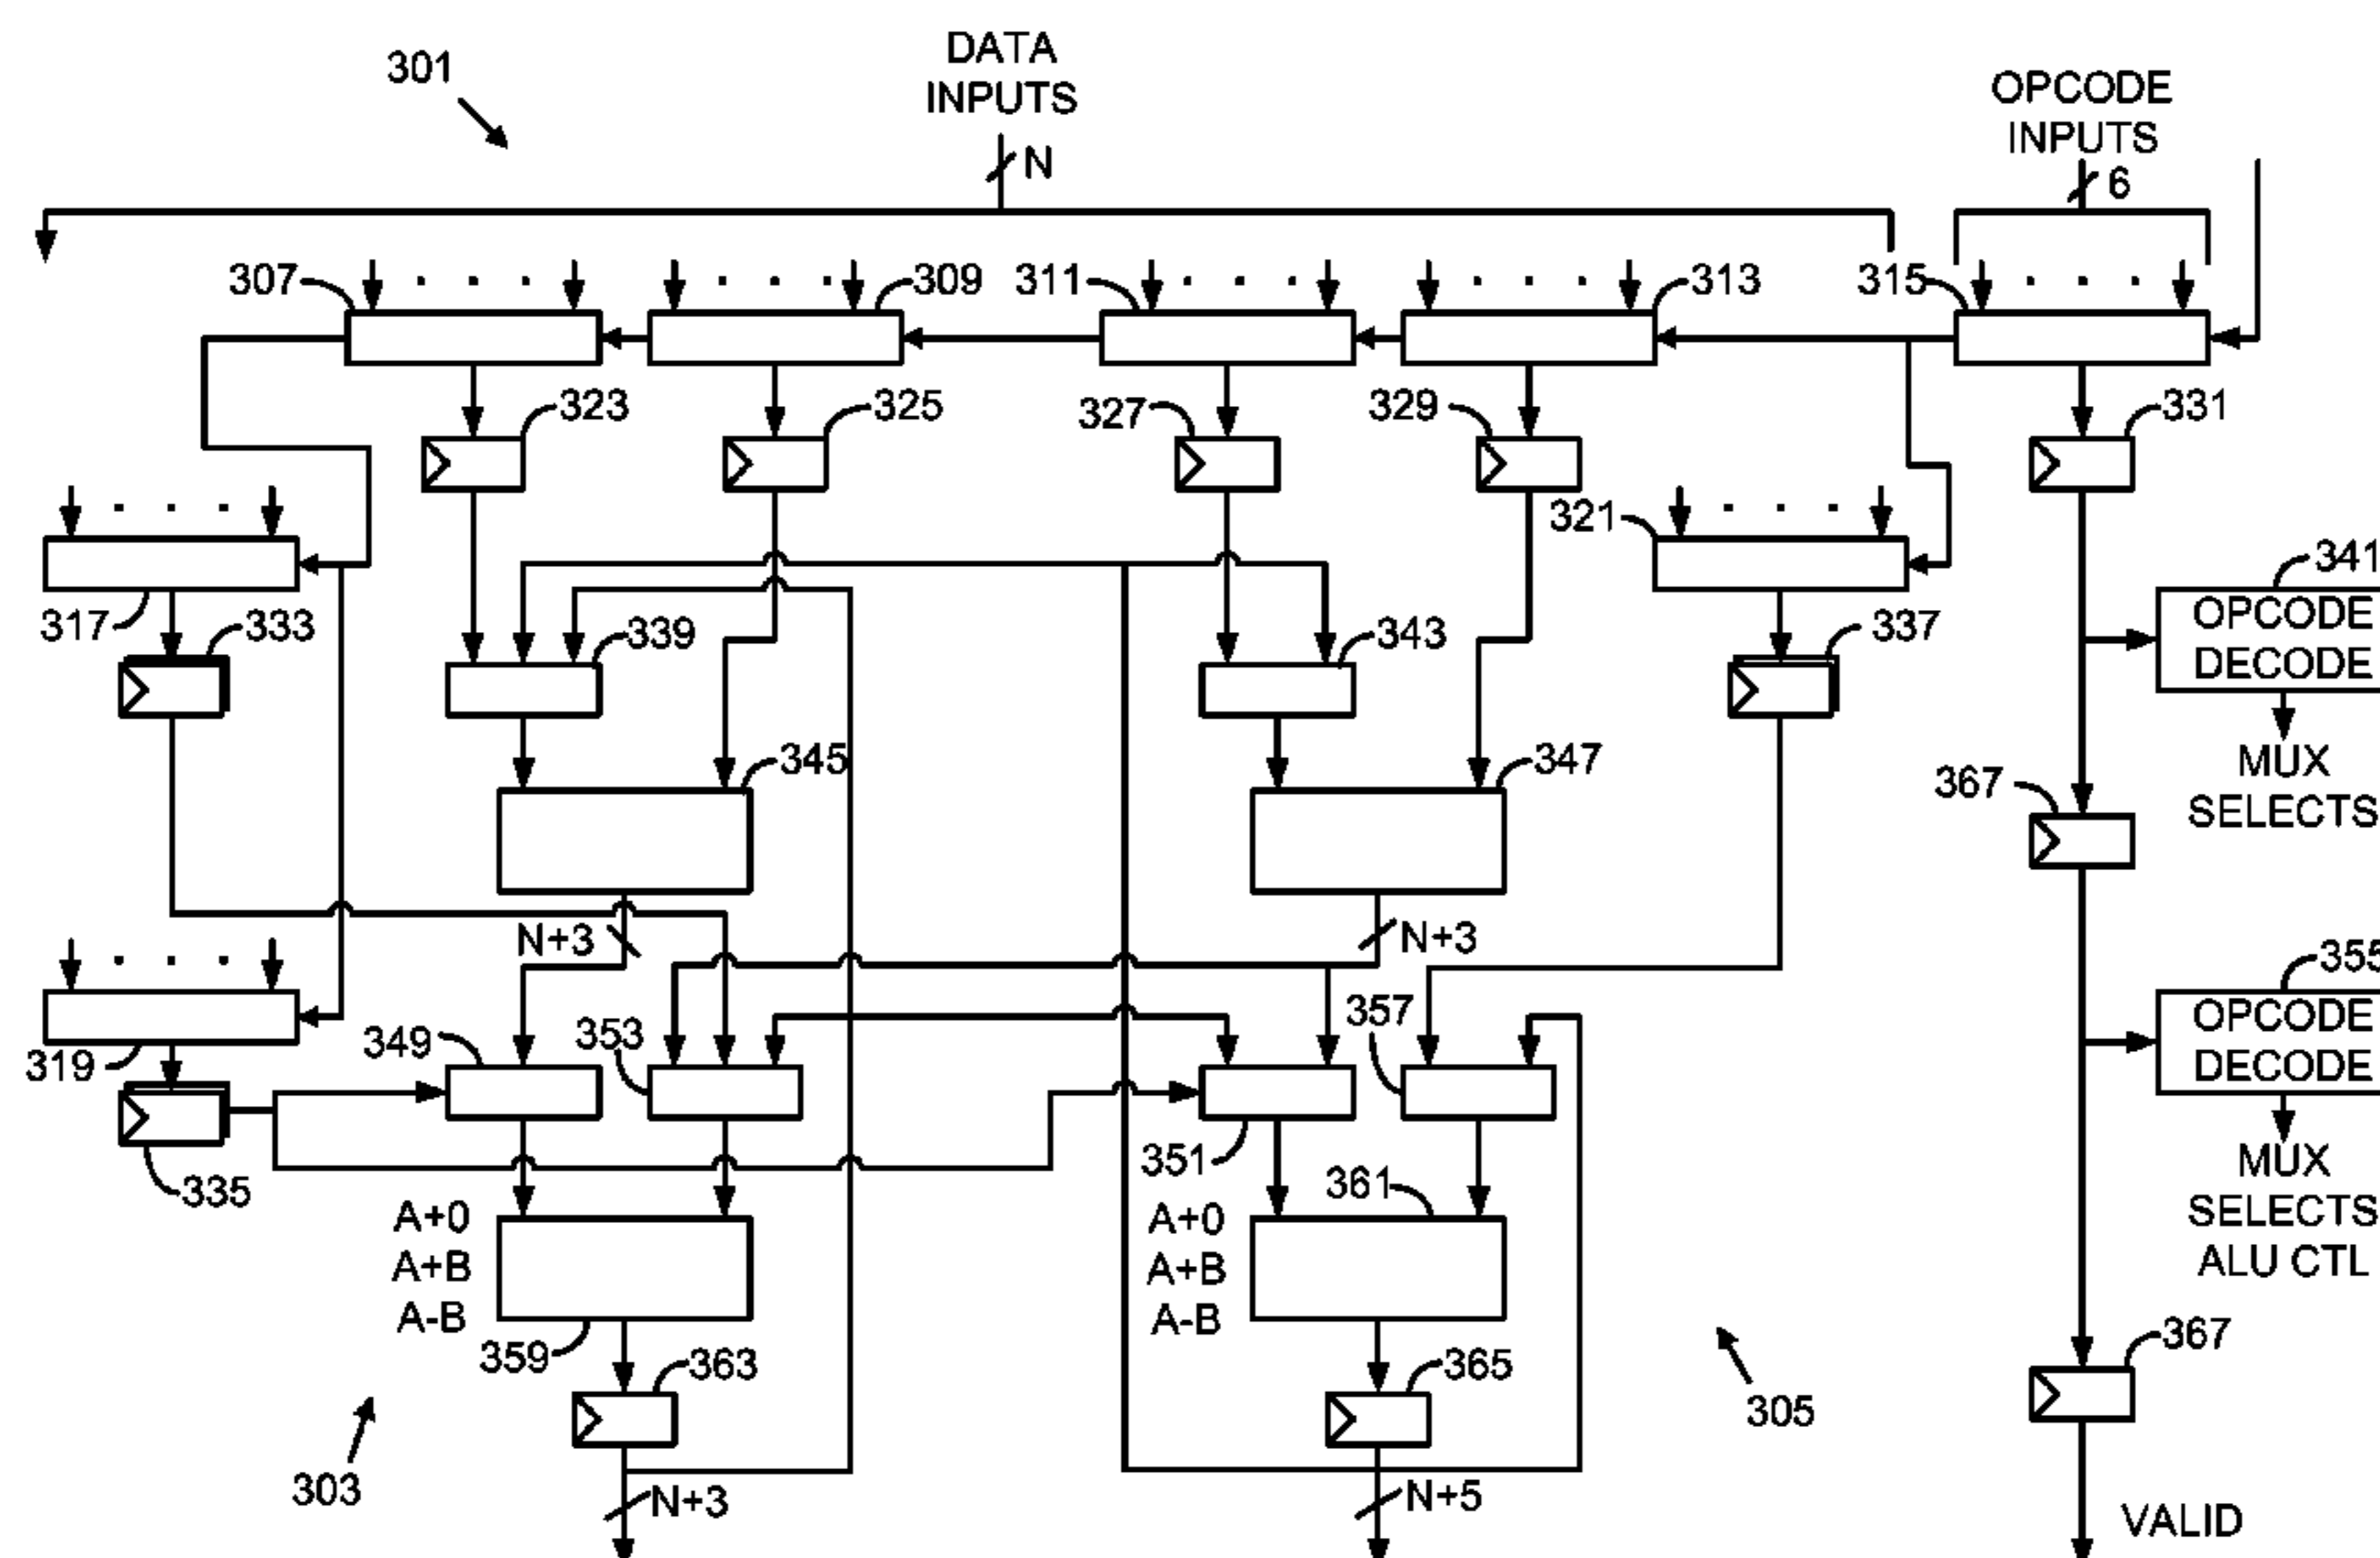 301
DATA
INPUTS
N
OPCODE
INPUTS
6
307
309
311
313
315
323
325
327
329
331
321
317
333
339
343
337
341
OPCODE
DECODE
MUX
SELECTS
345
347
367
N+3
N+3
319
349
353
357
355
OPCODE
DECODE
MUX
SELECTS
ALU CTL
335
351
361
A+0
A+B
A-B
A+0
A+B
A-B
359
363
365
305
367
303
N+3
N+5
VALID